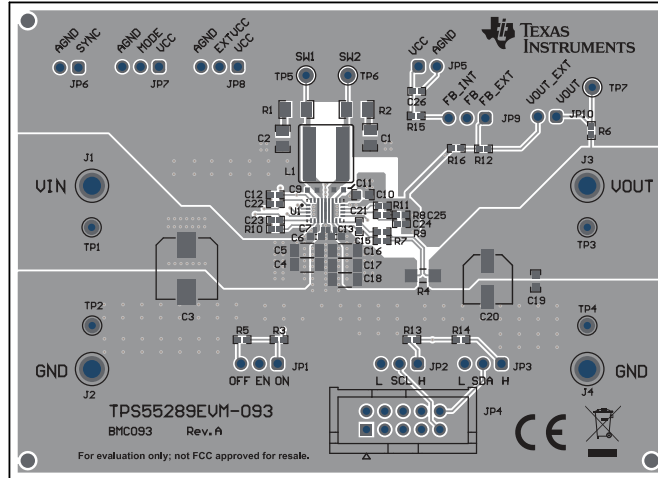 AGND
SYNC
JP6
AGND
MODE
VCC
JP7
AGND
EXTVCC
VCC
JP8
SW1
SW2
TP5
TP6
VCC
AGND
JP5
TEXAS
INSTRUMENTS
R1
R2
C2
C1
L1
C26
R15
FB_INT
FB
FB_EXT
JP9
VOUT_EXT
VOUT
JP10
TP7
R6
R16
R12
J1
VIN
TP1
J3
VOUT
TP3
C9
C11
C12
C22
C10
R11
U1
C21
R8
C25
C24
C23
R10
C7
C13
R9
C6
C15
R7
C5
C16
C4
C17
C18
R4
C3
C20
C19
TP2
GND
J2
TP4
GND
J4
R5
R3
OFF EN ON
JP1
R13
R14
L SCL H
JP2
L SDA H
JP3
JP4
TPS55289EVM-093
BMC093 Rev.A
For evaluation only; not FCC approved for resale.
CE